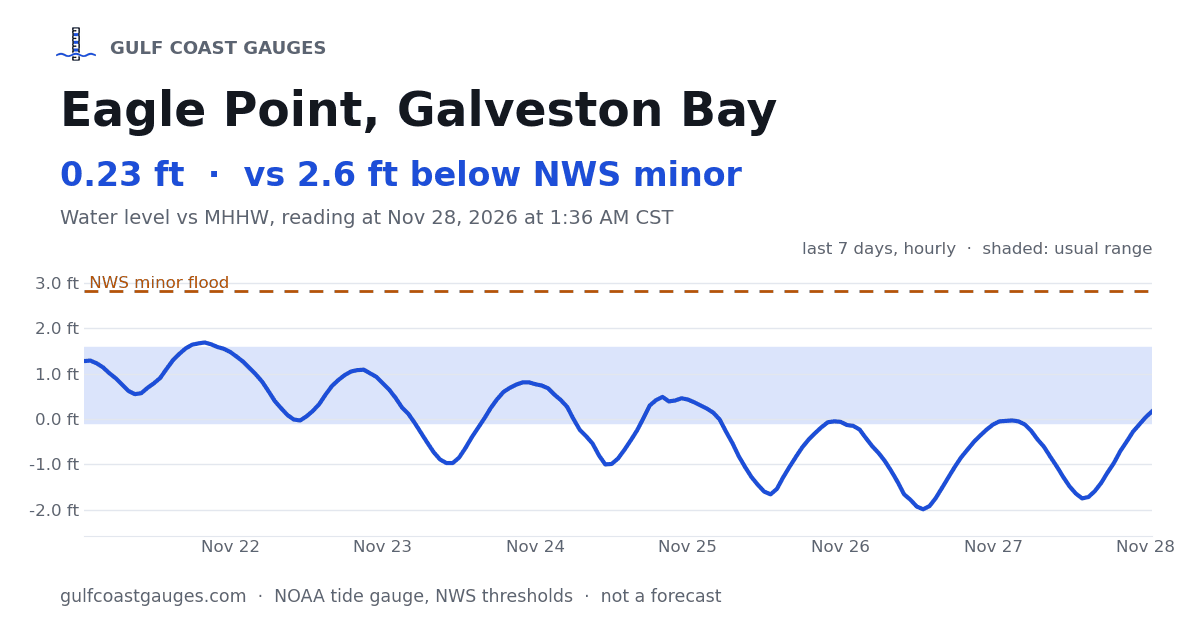 GULF COAST GAUGES
Eagle Point, Galveston Bay
0.23 ft · vs 2.6 ft below NWS minor
Water level vs MHHW, reading at Nov 28, 2026 at 1:36 AM CST
last 7 days, hourly · shaded: usual range
3.0 ft
NWS minor flood
2.0 ft
1.0 ft
0.0 ft
-1.0 ft
-2.0 ft
Nov 22 Nov 23 Nov 24 Nov 25 Nov 26 Nov 27 Nov 28
gulfcoastgauges.com · NOAA tide gauge, NWS thresholds · not a forecast